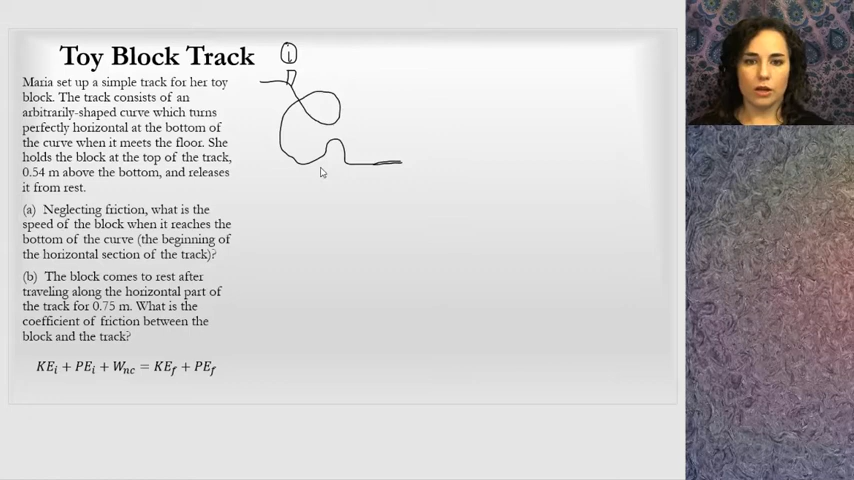 Toy Block Track
Maria set up a simple track for her toy
block. The track consists of an
arbitrarily-shaped curve which turns
perfectly horizontal at the bottom of
the curve when it meets the floor. She
holds the block at the top of the track,
0.54 m above the bottom, and releases
it from rest.
(a) Neglecting friction, what is the
speed of the block when it reaches the
bottom of the curve (the beginning of
the horizontal section of the track)?
(b) The block comes to rest after
traveling along the horizontal part of
the track for 0.75 m. What is the
coefficient of friction between the
block and the track?
KEᵢ + PEᵢ + Wₙc = KE_f + PE_f
i